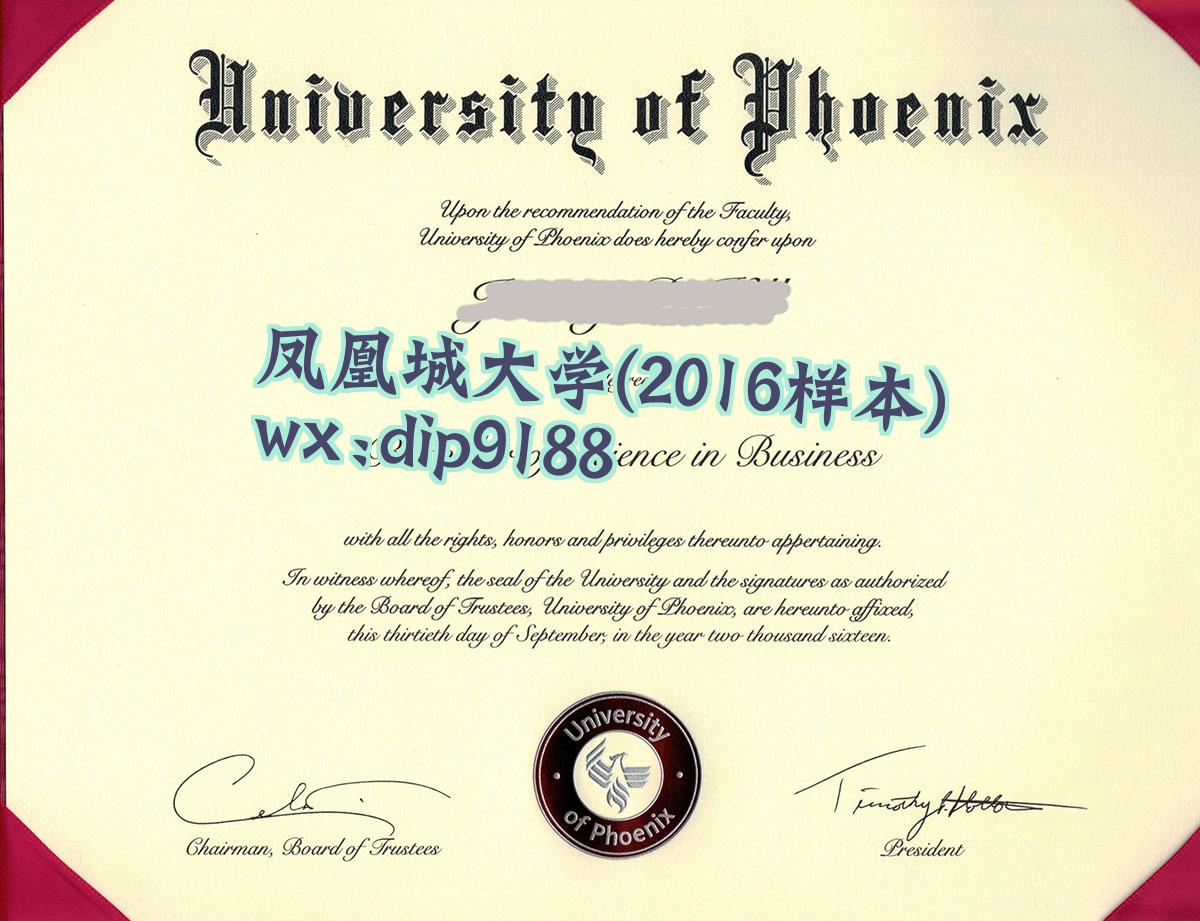 University of Phoenix
Upon the recommendation of the Faculty,
University of Phoenix does hereby confer upon
凤凰城大学(2016样本)
wx:dip9188
in Business
with all the rights, honors and privileges thereunto appertaining.
In witness whereof, the seal of the University and the signatures as authorized
by the Board of Trustees, University of Phoenix, are hereunto affixed,
this thirtieth day of September, in the year two thousand sixteen.
University
of Phoenix
Chairman, Board of Trustees
President